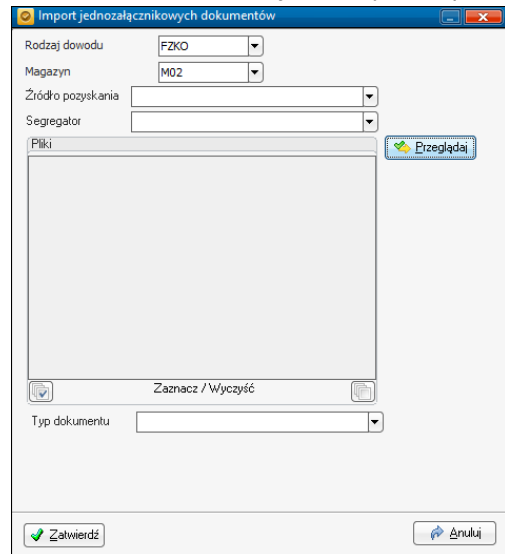 Import jednozałącznikowych dokumentów
Rodzaj dowodu FZKO
Magazyn M02
Źródło pozyskania
Segregator
Pliki Przeglądaj
Zaznacz / Wyczyść
Typ dokumentu
Zatwierdź Anuluj